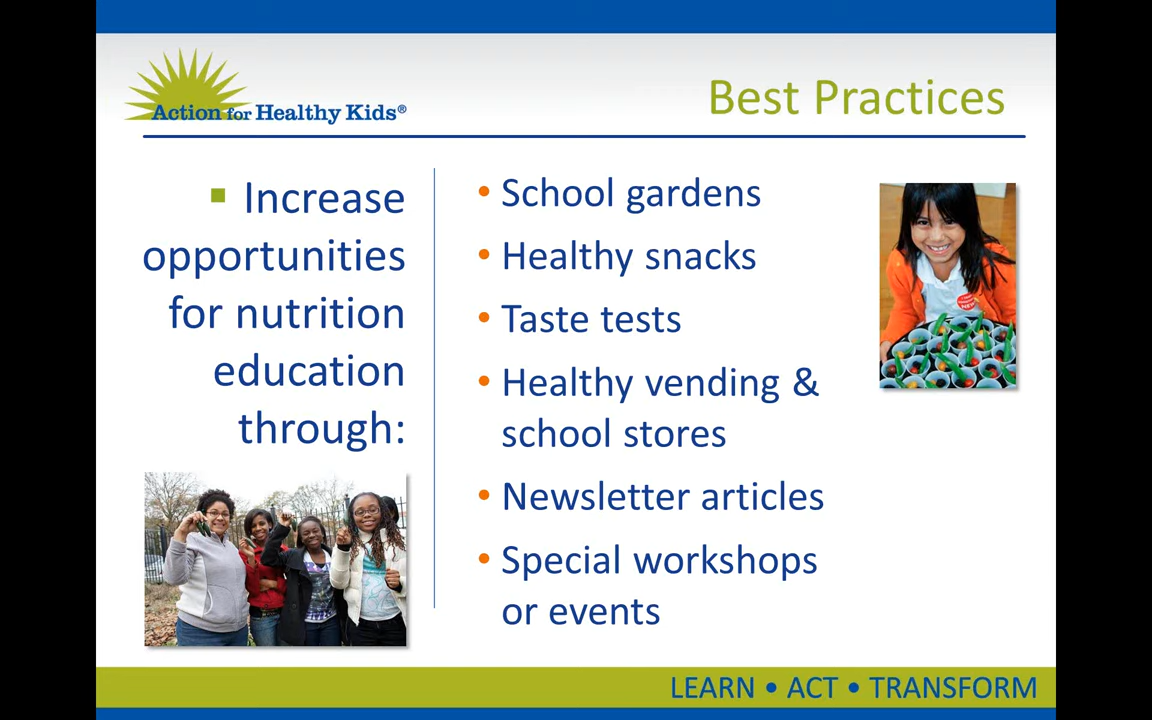 Action for Healthy Kids®
Best Practices
▪ Increase
opportunities
for nutrition
education
through:
• School gardens
• Healthy snacks
• Taste tests
• Healthy vending &
school stores
• Newsletter articles
• Special workshops
or events
LEARN • ACT • TRANSFORM